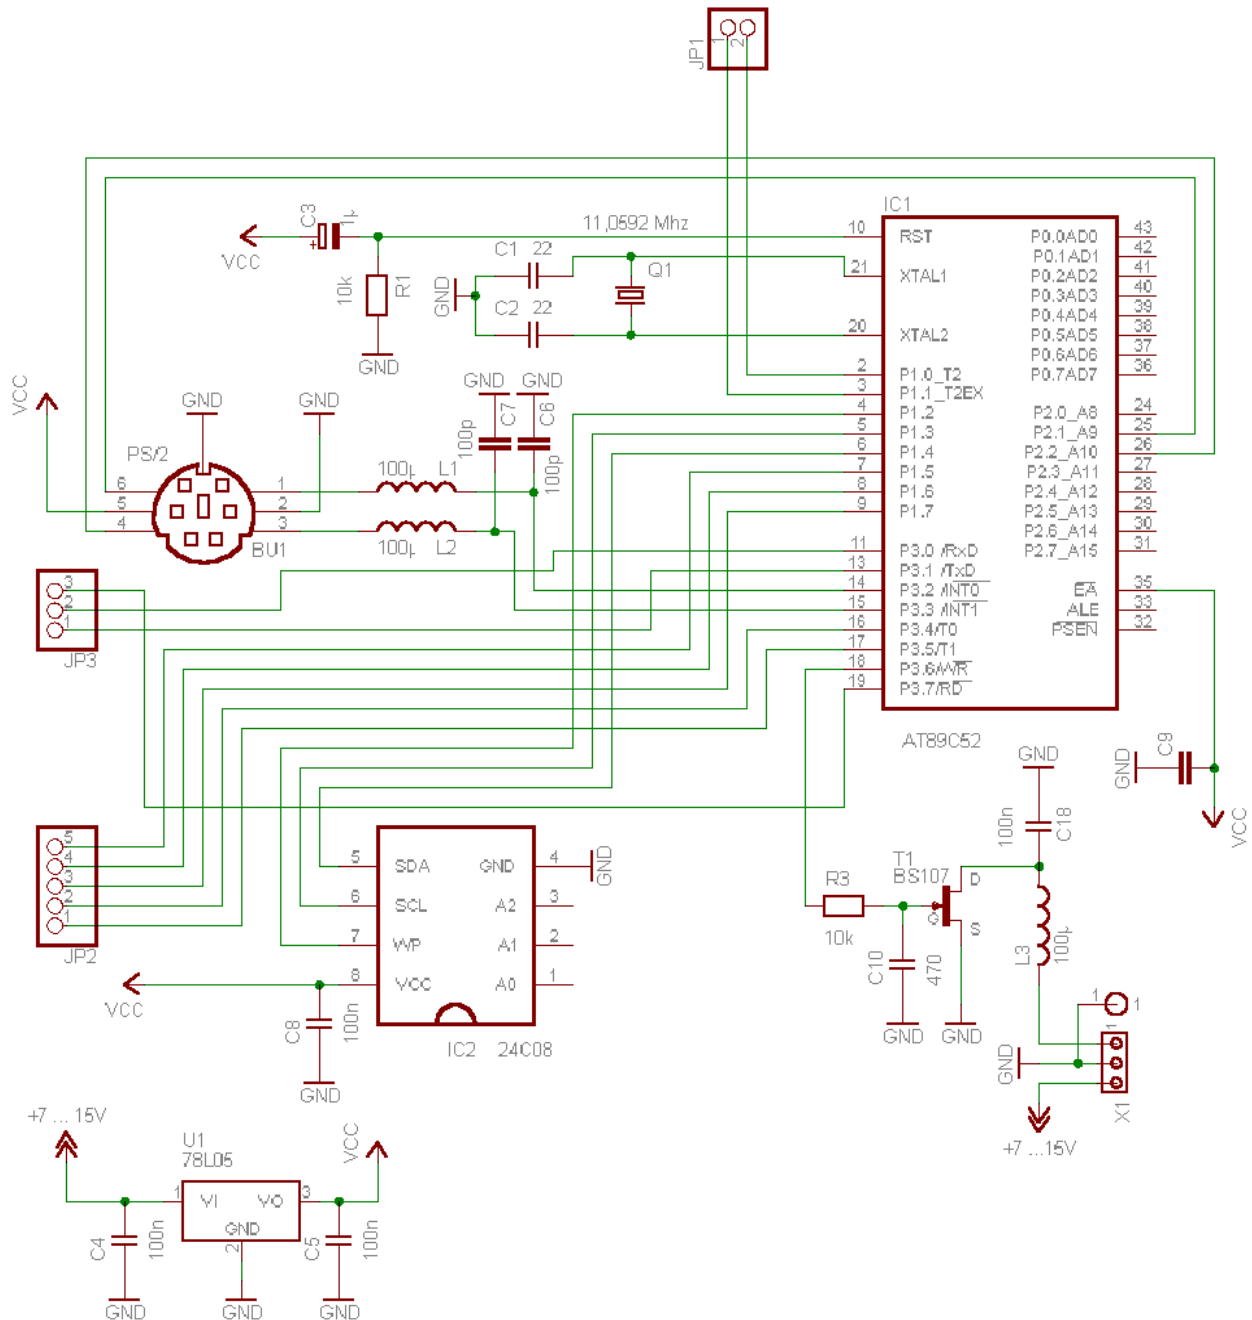 JP1
1
2
IC1
AT89C52
10 RST
21 XTAL1
20 XTAL2
2 P1.0_T2
3 P1.1_T2EX
4 P1.2
5 P1.3
6 P1.4
7 P1.5
8 P1.6
9 P1.7
11 P3.0 /RxD
13 P3.1 /TxD
14 P3.2 /INT0
15 P3.3 /INT1
16 P3.4/T0
17 P3.5/T1
18 P3.6/WR
19 P3.7/RD
P0.0AD0 43
P0.1AD1 42
P0.2AD2 41
P0.3AD3 40
P0.4AD4 39
P0.5AD5 38
P0.6AD6 37
P0.7AD7 36
P2.0_A8 24
P2.1_A9 25
P2.2_A10 26
P2.3_A11 27
P2.4_A12 28
P2.5_A13 29
P2.6_A14 30
P2.7_A15 31
EA 35
ALE 33
PSEN 32
VCC
C3
+
1µ
R1
10k
GND
11,0592 Mhz
C1 22
C2 22
GND
Q1
VCC
GND
GND
PS/2
BU1
6
5
4
1
2
3
100µ L1
100µ L2
GND
GND
C7
100p
C6
100p
JP3
3
2
1
JP2
5
4
3
2
1
5 SDA
6 SCL
7 WP
8 VCC
GND 4
A2 3
A1 2
A0 1
GND
IC2 24C08
VCC
C8
100n
GND
GND
C9
VCC
GND
100n
C18
T1
BS107
D
G
S
R3
10k
C10
470
GND
GND
L3
100µ
1
1
1
GND
X1
+7 ...15V
+7 ... 15V
U1
78L05
1 VI
VO 3
GND
2
VCC
C4
100n
C5
100n
GND
GND
GND